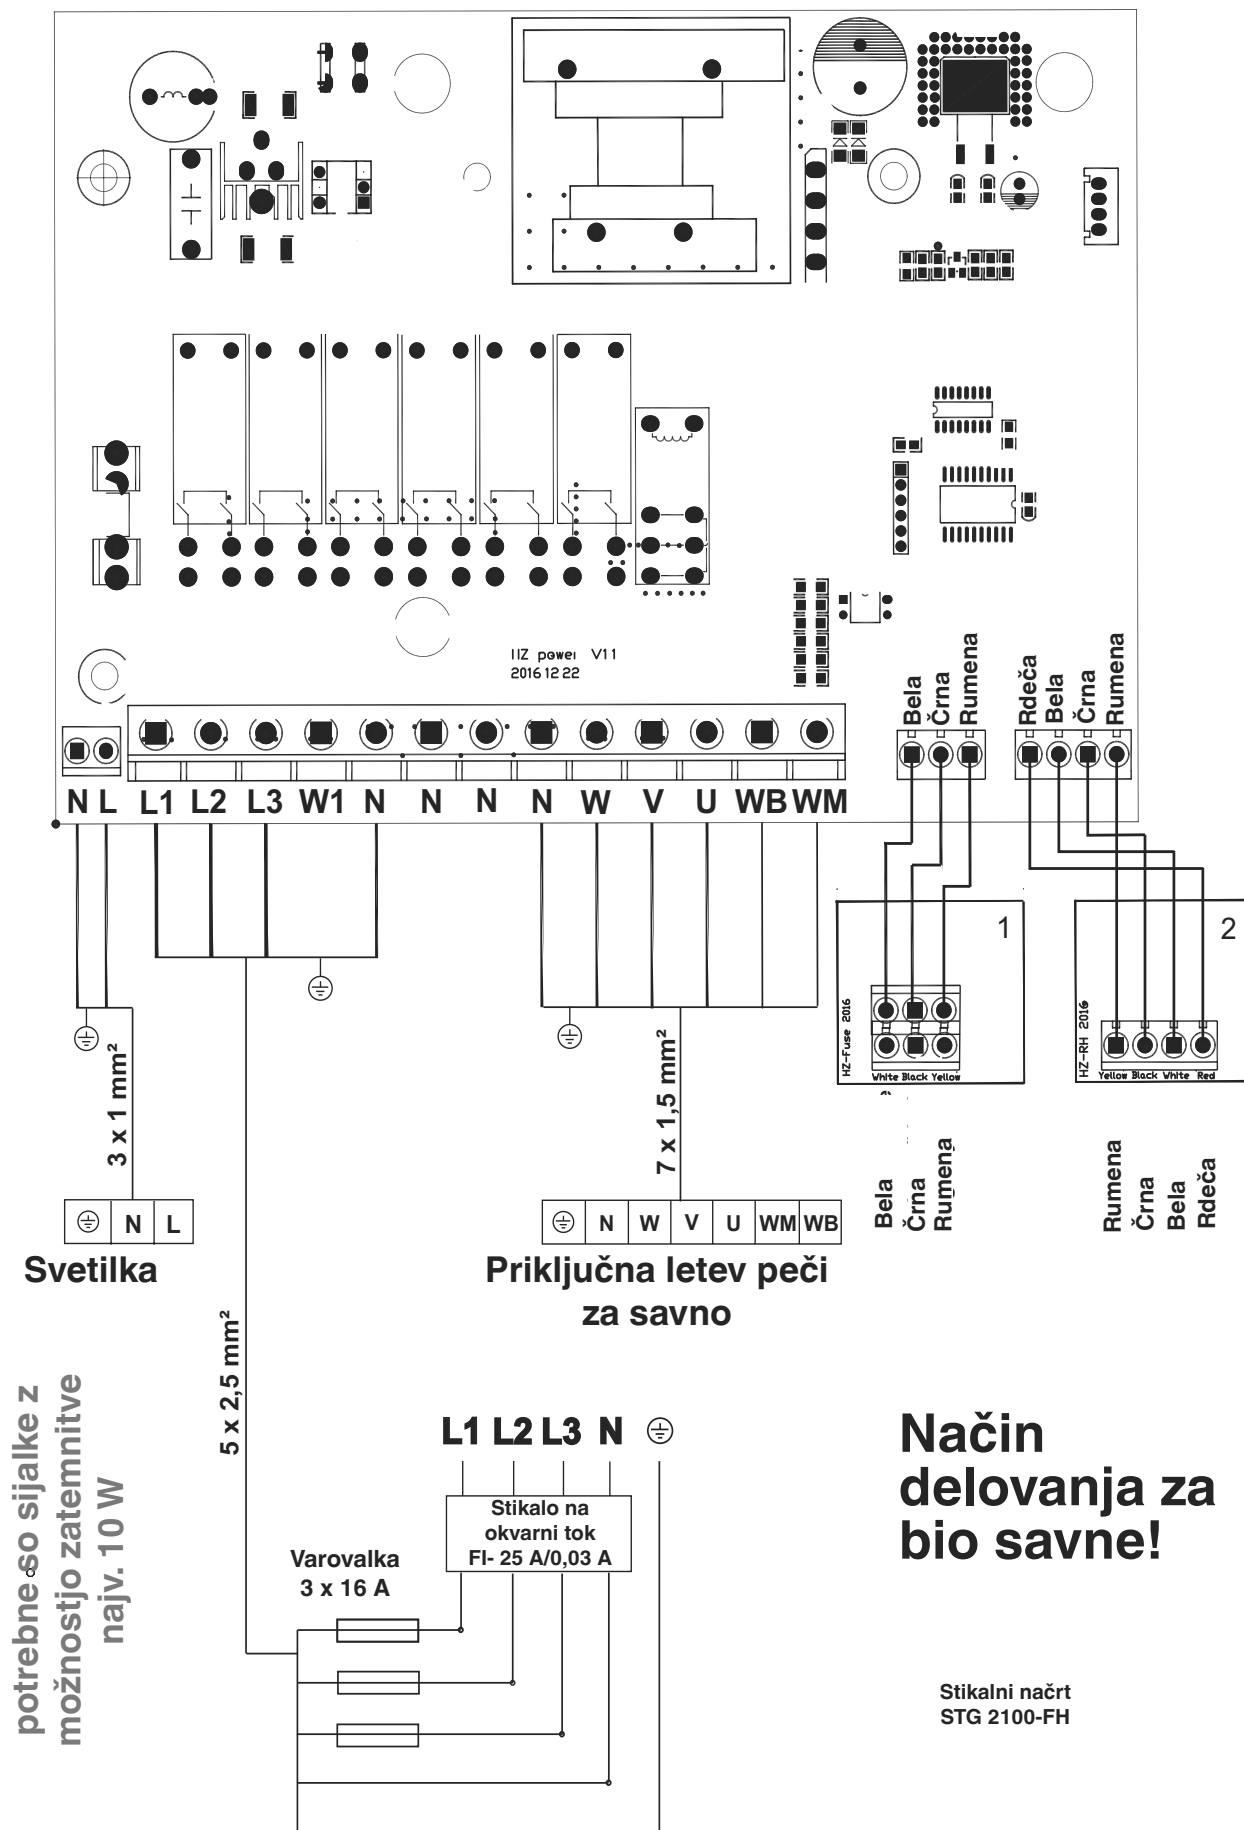 IIZ power V11
2016 12 22
Bela
Črna
Rumena
Rdeča
Bela
Črna
Rumena
N L L1 L2 L3 W1 N N N N W V U WB WM
1
HZ-Fuse 2016
White Black Yellow
2
HZ-RH 2016
Yellow Black White Red
3 x 1 mm²
7 x 1,5 mm²
Bela
Črna
Rumena
Rumena
Črna
Bela
Rdeča
N L
Svetilka
N W V U WM WB
Priključna letev peči
za savno
5 x 2,5 mm²
potrebne so sijalke z
možnostjo zatemnitve
najv. 10 W
L1 L2 L3 N
Stikalo na
okvarni tok
FI- 25 A/0,03 A
Varovalka
3 x 16 A
Način
delovanja za
bio savne!
Stikalni načrt
STG 2100-FH